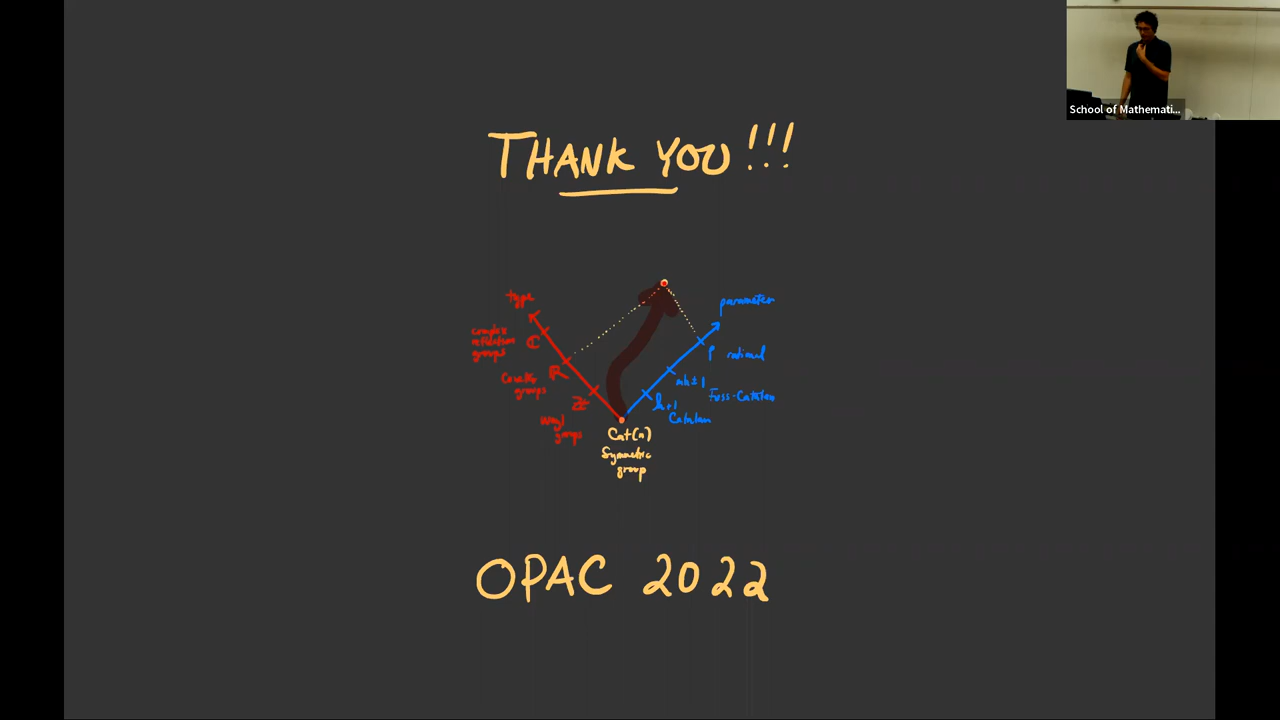 School of Mathemati...
THANK YOU!!!
type
complex
reflection
groups
C
R
Coxeter
groups
Z
Weyl
groups
Cat(n)
Symmetric
group
parameter
p rational
mh±1
Fuss-Catalan
h+1
Catalan
OPAC 2022